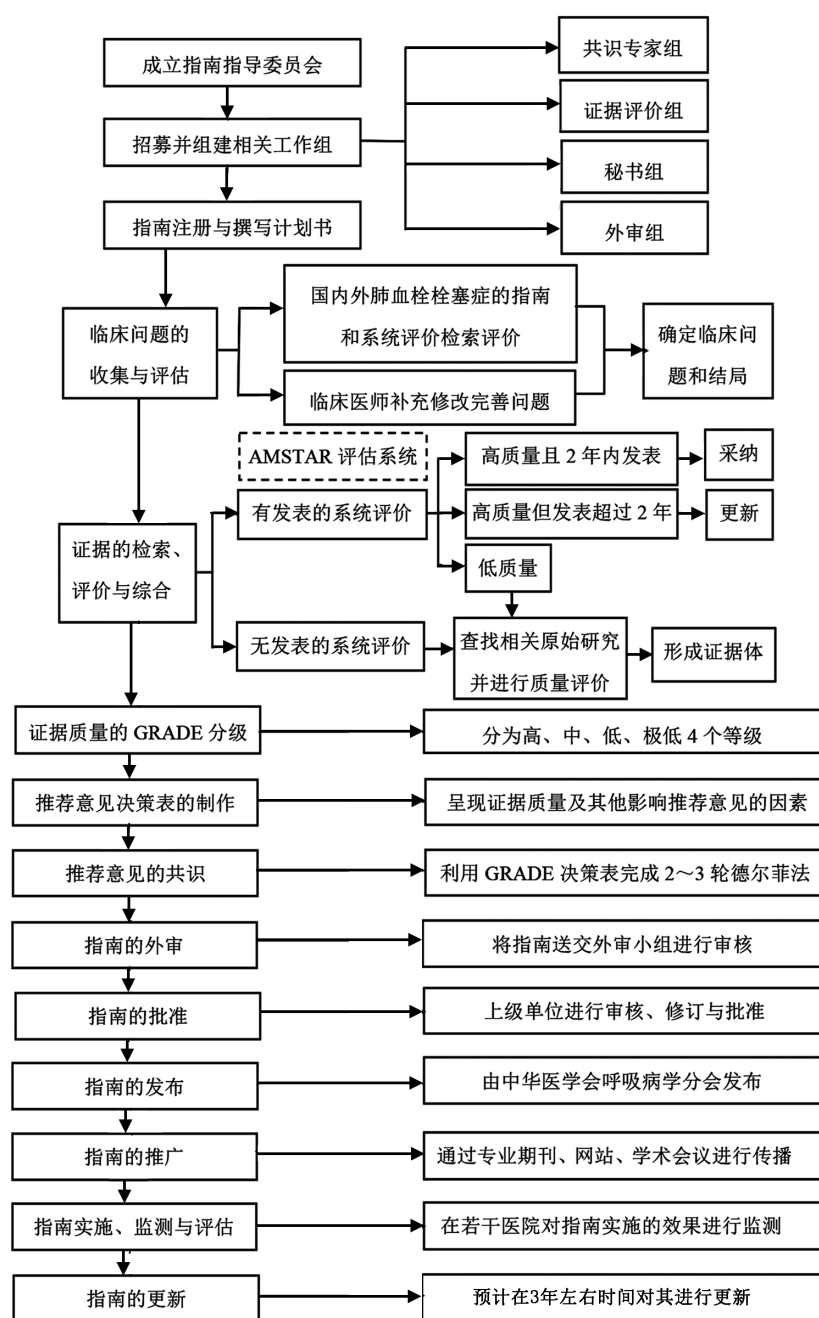 成立指南指导委员会
共识专家组
证据评价组
招募并组建相关工作组
秘书组
外审组
指南注册与撰写计划书
临床问题的
收集与评估
国内外肺血栓栓塞症的指南
和系统评价检索评价
临床医师补充修改完善问题
确定临床问
题和结局
AMSTAR 评估系统
高质量且 2 年内发表
采纳
有发表的系统评价
高质量但发表超过 2 年
更新
证据的检索、
评价与综合
低质量
无发表的系统评价
查找相关原始研究
并进行质量评价
形成证据体
证据质量的 GRADE 分级
分为高、中、低、极低 4 个等级
推荐意见决策表的制作
呈现证据质量及其他影响推荐意见的因素
推荐意见的共识
利用 GRADE 决策表完成 2～3 轮德尔菲法
指南的外审
将指南送交外审小组进行审核
指南的批准
上级单位进行审核、修订与批准
指南的发布
由中华医学会呼吸病学分会发布
指南的推广
通过专业期刊、网站、学术会议进行传播
指南实施、监测与评估
在若干医院对指南实施的效果进行监测
指南的更新
预计在3年左右时间对其进行更新